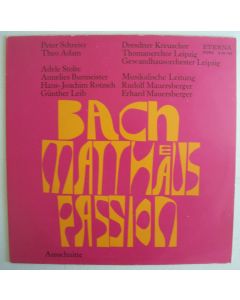 Peter Schreier
Theo Adam
Adele Stolte
Annelies Burmeister
Hans-Joachim Rotzsch
Günther Leib
Dresdner Kreuzchor
Thomanerchor Leipzig
Gewandhausorchester Leipzig
Musikalische Leitung
Rudolf Mauersberger
Erhard Mauersberger
ETERNA
BACH
MATTHÄUS
PASSION
Ausschnitte